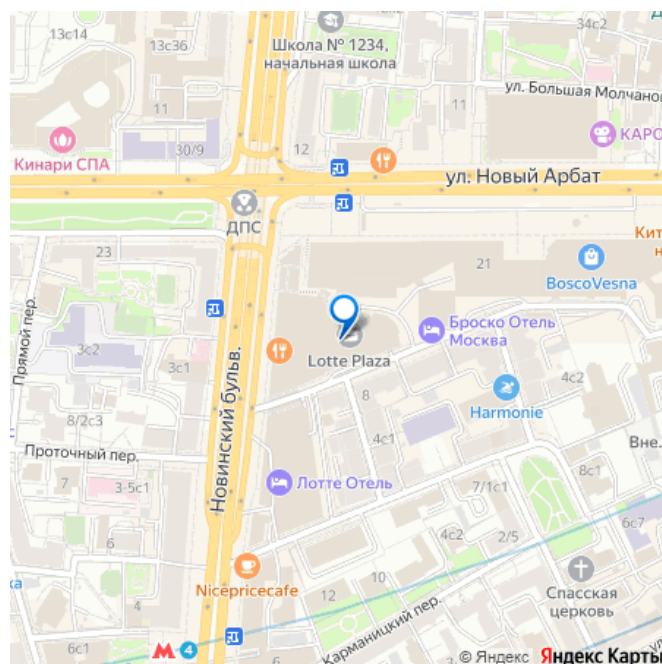 13с14
13с36
Школа № 1234,
начальная школа
34с2
11
11
ул. Большая Молчанов
КАРО
Кинари СПА
30/9
12
ул. Новый Арбат
ДПС
23
21
Кит
н
BoscoVesna
Прямой пер.
3с2
Броско Отель
Москва
Lotte Plaza
8
4с2
Новинский бульв.
8/2с3
Harmonie
4с1
Проточный пер.
Вне.
7
3-5с1
Лотте Отель
7/1с1
8с1
6с7
4с2
2/5
6
Nicepricecafe
12
10
Спасская
церковь
Карманицкий пер.
6с1
4
© Яндекс Яндекс Карты